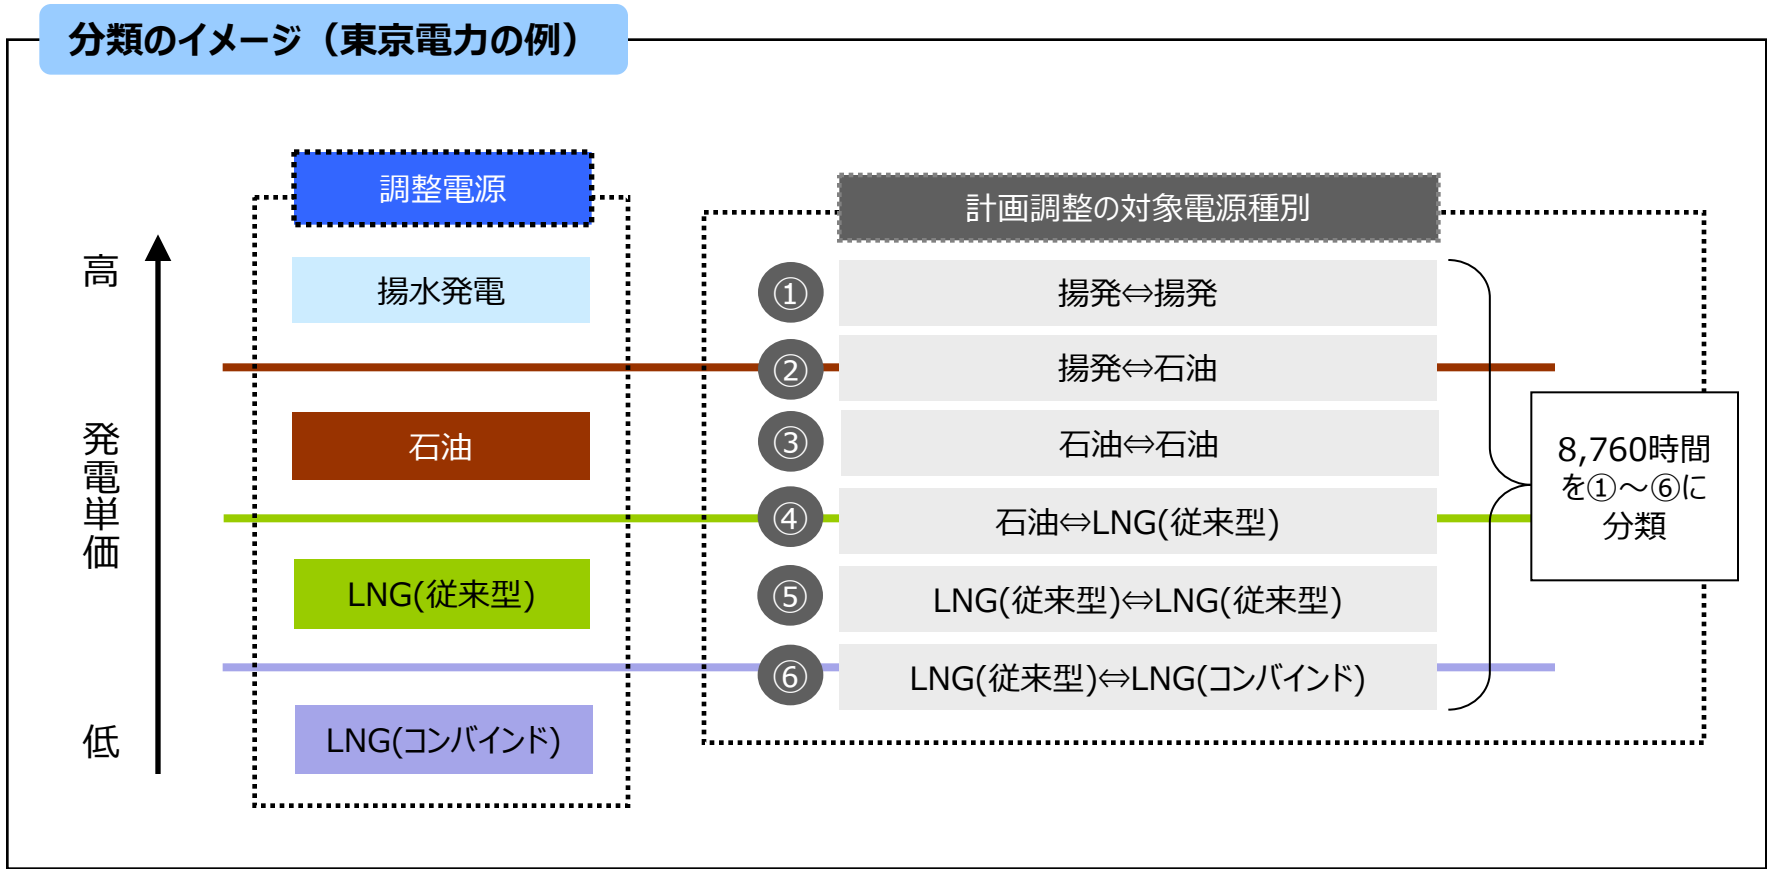 分類のイメージ（東京電力の例）
調整電源
計画調整の対象電源種別
高
発電単価
低
揚水発電
石油
LNG(従来型)
LNG(コンバインド)
① 揚発⇔揚発
② 揚発⇔石油
③ 石油⇔石油
④ 石油⇔LNG(従来型)
⑤ LNG(従来型)⇔LNG(従来型)
⑥ LNG(従来型)⇔LNG(コンバインド)
8,760時間
を①～⑥に
分類